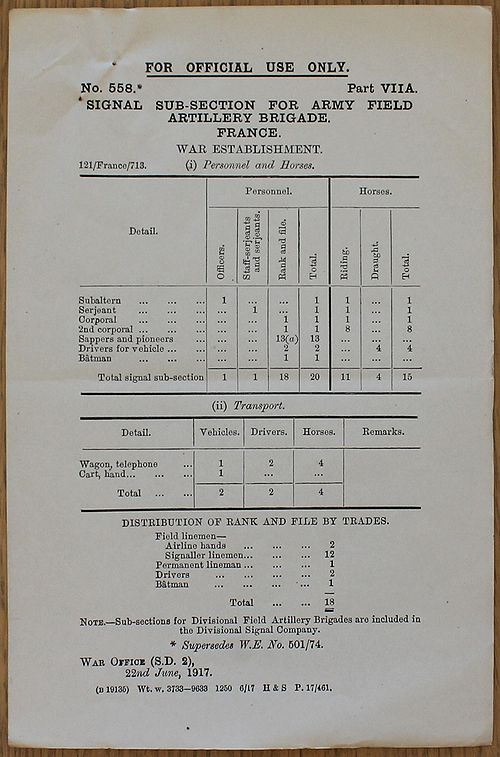 FOR OFFICIAL USE ONLY.
No. 558.* Part VIIA.
SIGNAL SUB-SECTION FOR ARMY FIELD
ARTILLERY BRIGADE.
FRANCE.
WAR ESTABLISHMENT.
121/France/713. (i) Personnel and Horses.
Detail. Personnel. Horses.
Officers. Staff-serjeants and serjeants. Rank and file. Total. Riding. Draught. Total.
Subaltern ... ... ... 1 ... ... 1 1 ... 1
Serjeant ... ... ... ... 1 ... 1 1 ... 1
Corporal ... ... ... ... ... 1 1 1 ... 1
2nd corporal ... ... ... ... ... 1 1 8 ... 8
Sappers and pioneers ... ... ... 13(a) 13 ... ... ...
Drivers for vehicle ... ... ... ... 2 2 ... 4 4
Bâtman ... ... ... ... ... 1 1 ... ... ...
Total signal sub-section 1 1 18 20 11 4 15
(ii) Transport.
Detail. Vehicles. Drivers. Horses. Remarks.
Wagon, telephone ... 1 2 4
Cart, hand... ... ... 1 ... ...
Total ... ... 2 2 4
DISTRIBUTION OF RANK AND FILE BY TRADES.
Field linemen—
Airline hands ... ... ... 2
Signaller linemen... ... ... 12
Permanent lineman ... ... ... 1
Drivers ... ... ... ... 2
Bâtman ... ... ... ... 1
Total ... ... 18
NOTE.—Sub-sections for Divisional Field Artillery Brigades are included in
the Divisional Signal Company.
* Supersedes W.E. No. 501/74.
WAR OFFICE (S.D. 2),
22nd June, 1917.
(B 19135) Wt. w. 3733—9633 1250 6/17 H & S P. 17/461.